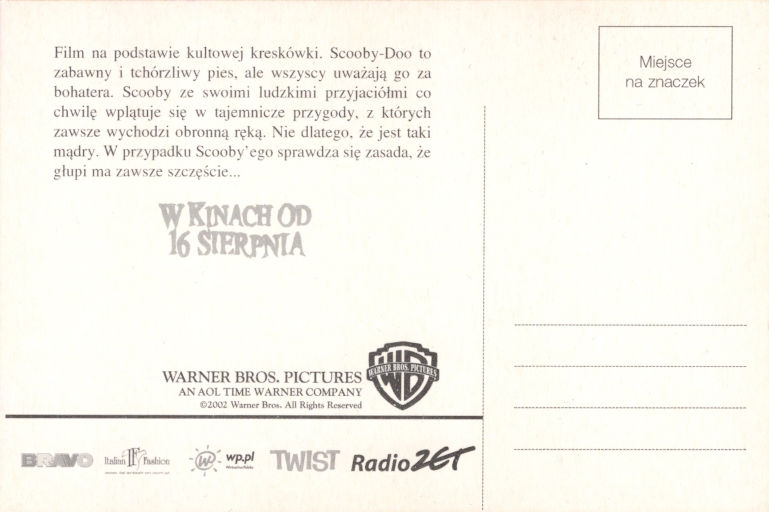 Film na podstawie kultowej kreskówki. Scooby-Doo to
zabawny i tchórzliwy pies, ale wszyscy uważają go za
bohatera. Scooby ze swoimi ludzkimi przyjaciółmi co
chwilę wplątuje się w tajemnicze przygody, z których
zawsze wychodzi obronną ręką. Nie dlatego, że jest taki
mądry. W przypadku Scooby'ego sprawdza się zasada, że
głupi ma zawsze szczęście...
W KINACH OD
16 SIERPNIA
Miejsce
na znaczek
WARNER BROS. PICTURES
AN AOL TIME WARNER COMPANY
©2002 Warner Bros. All Rights Reserved
WB
WARNER BROS. PICTURES
BRAVO
Italian IF Fashion
W wp.pl
Wirtualna Polska
TWIST
Radio ZET